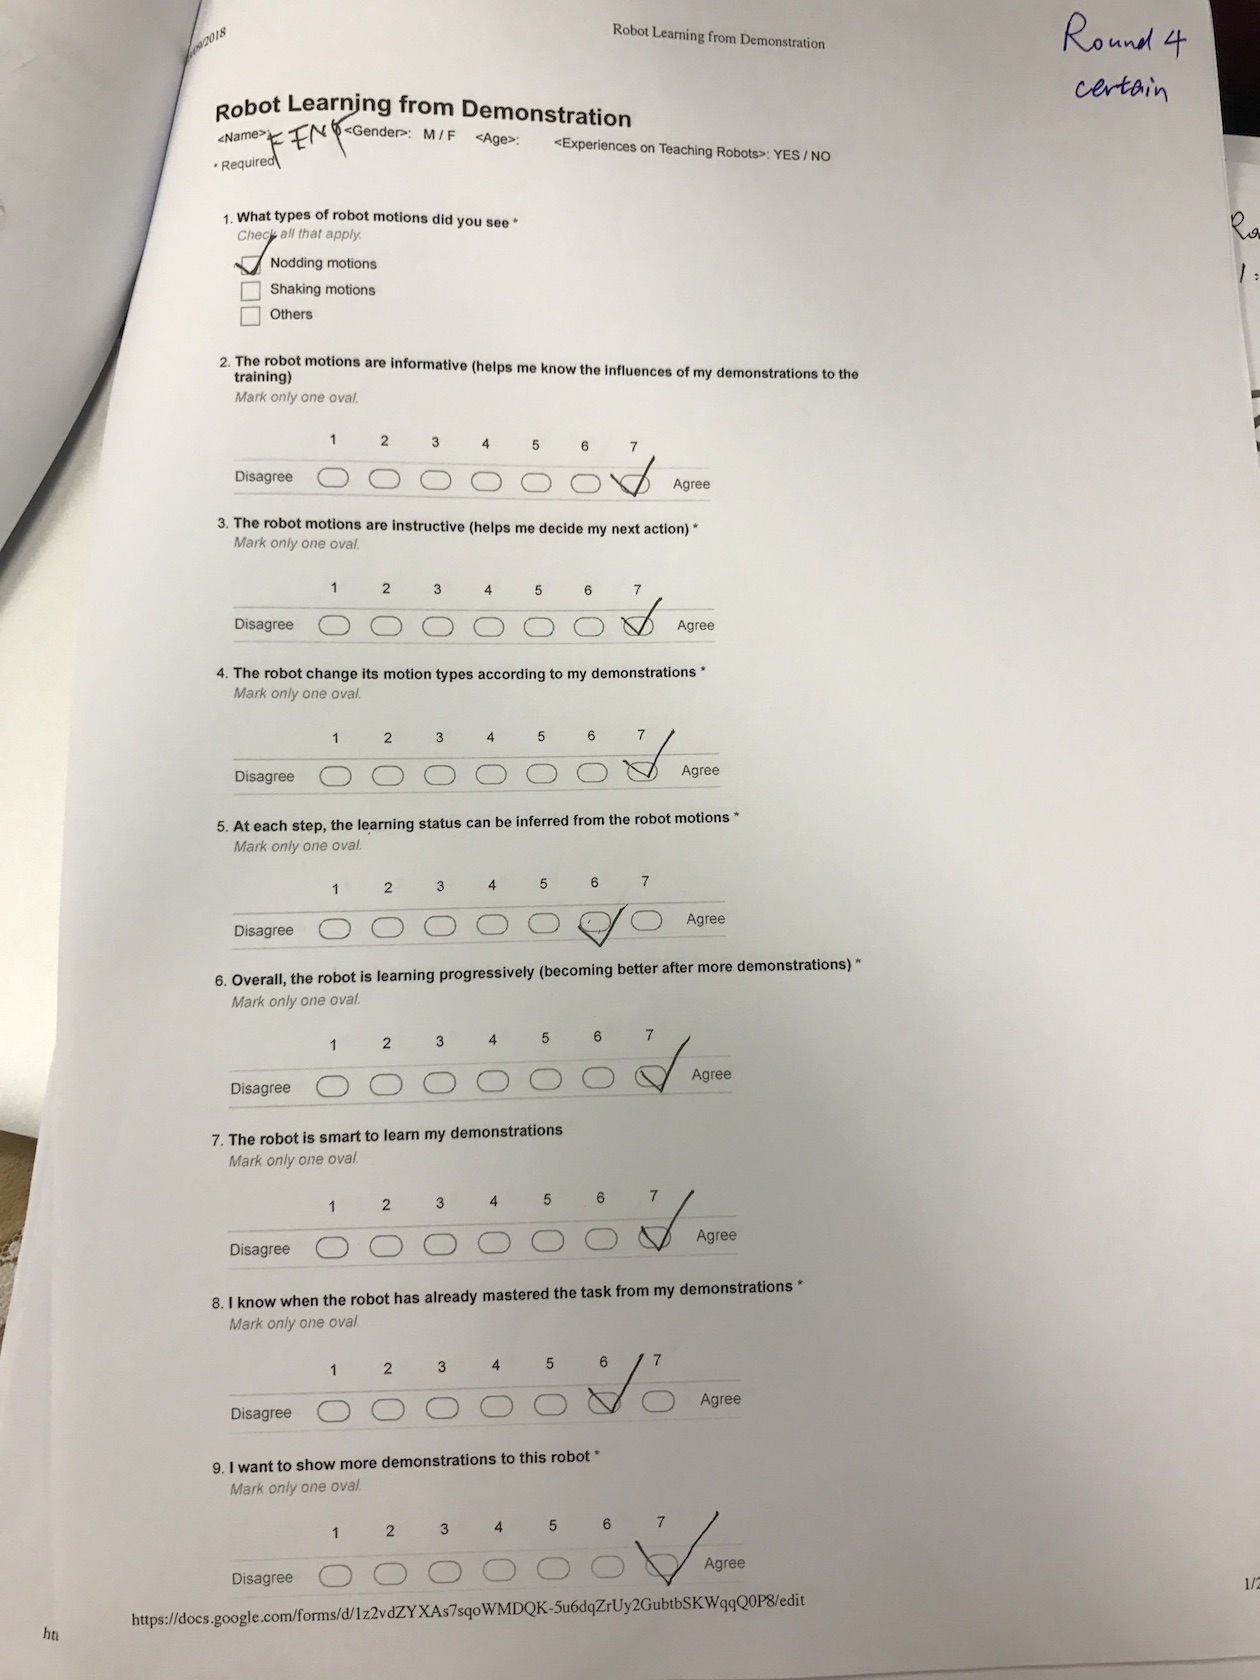 Robot Learning from Demonstration
Round 4
certain
Robot Learning from Demonstration
<Name>: <Gender>: M / F <Age>: <Experiences on Teaching Robots>: YES / NO
* Required
1. What types of robot motions did you see *
Check all that apply.
Nodding motions
Shaking motions
Others
2. The robot motions are informative (helps me know the influences of my demonstrations to the
training)
Mark only one oval.
1 2 3 4 5 6 7
Disagree Agree
3. The robot motions are instructive (helps me decide my next action) *
Mark only one oval.
1 2 3 4 5 6 7
Disagree Agree
4. The robot change its motion types according to my demonstrations *
Mark only one oval.
1 2 3 4 5 6 7
Disagree Agree
5. At each step, the learning status can be inferred from the robot motions *
Mark only one oval.
1 2 3 4 5 6 7
Disagree Agree
6. Overall, the robot is learning progressively (becoming better after more demonstrations) *
Mark only one oval.
1 2 3 4 5 6 7
Disagree Agree
7. The robot is smart to learn my demonstrations
Mark only one oval.
1 2 3 4 5 6 7
Disagree Agree
8. I know when the robot has already mastered the task from my demonstrations *
Mark only one oval.
1 2 3 4 5 6 7
Disagree Agree
9. I want to show more demonstrations to this robot *
Mark only one oval.
1 2 3 4 5 6 7
Disagree Agree
https://docs.google.com/forms/d/1z2vdZYXAs7sqoWMDQK-5u6dqZrUy2GubtbSKWqqQ0P8/edit